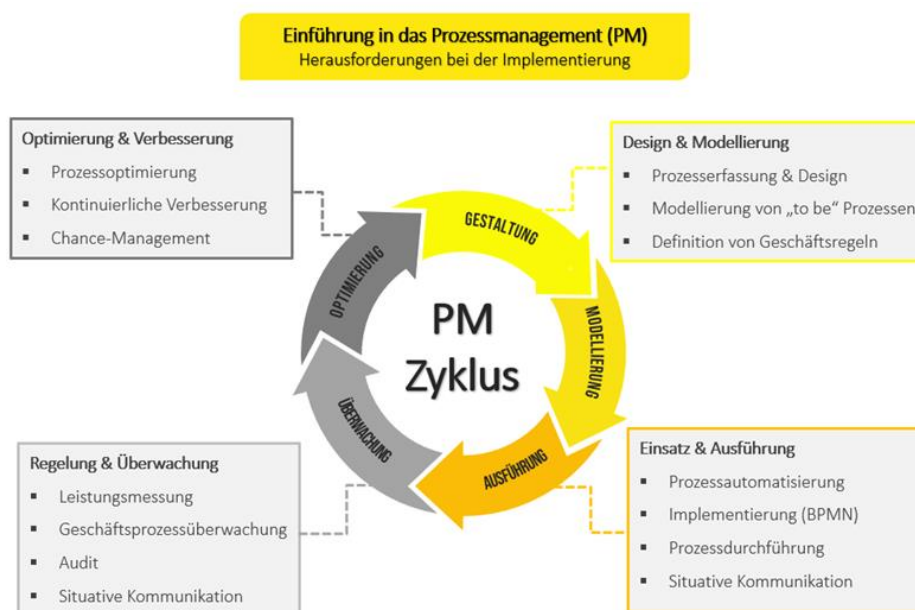 Einführung in das Prozessmanagement (PM)
Herausforderungen bei der Implementierung
Optimierung & Verbesserung
▪ Prozessoptimierung
▪ Kontinuierliche Verbesserung
▪ Chance-Management
Design & Modellierung
▪ Prozesserfassung & Design
▪ Modellierung von „to be“ Prozessen
▪ Definition von Geschäftsregeln
GESTALTUNG
MODELLIERUNG
AUSFÜHRUNG
ÜBERWACHUNG
OPTIMIERUNG
PM
Zyklus
Regelung & Überwachung
▪ Leistungsmessung
▪ Geschäftsprozessüberwachung
▪ Audit
▪ Situative Kommunikation
Einsatz & Ausführung
▪ Prozessautomatisierung
▪ Implementierung (BPMN)
▪ Prozessdurchführung
▪ Situative Kommunikation